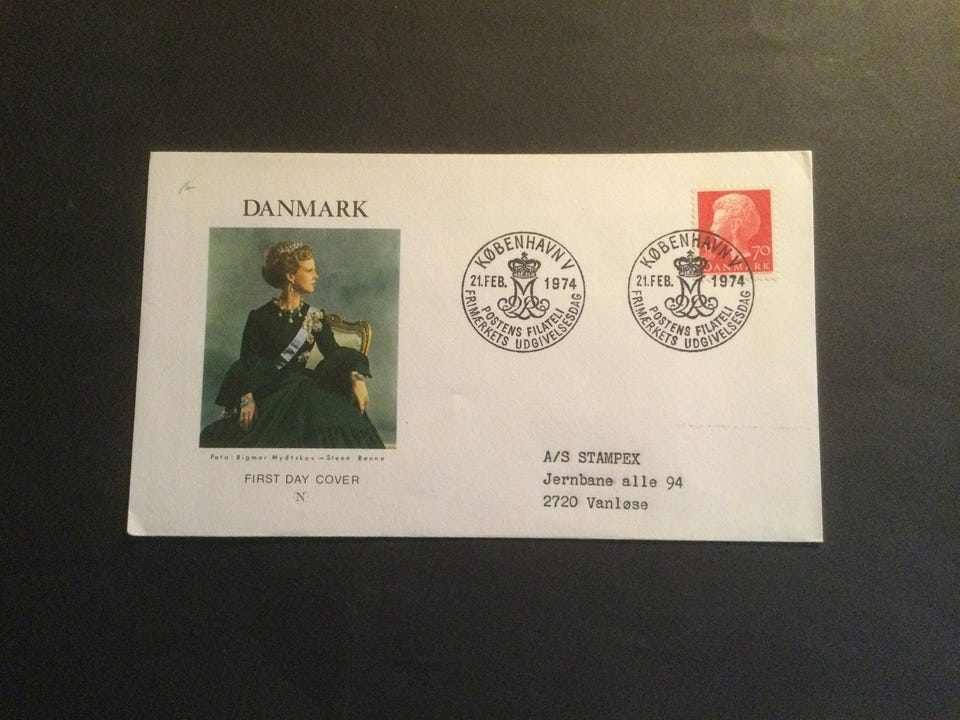 DANMARK
Foto: Rigmor Mydtskov — Steen Rønne
FIRST DAY COVER
N
KØBENHAVN V
21. FEB. 1974
POSTENS FILATELI
FRIMÆRKETS UDGIVELSESDAG
70
DANMARK
KØBENHAVN V
21. FEB. 1974
POSTENS FILATELI
FRIMÆRKETS UDGIVELSESDAG
A/S STAMPEX
Jernbane alle 94
2720 Vanløse